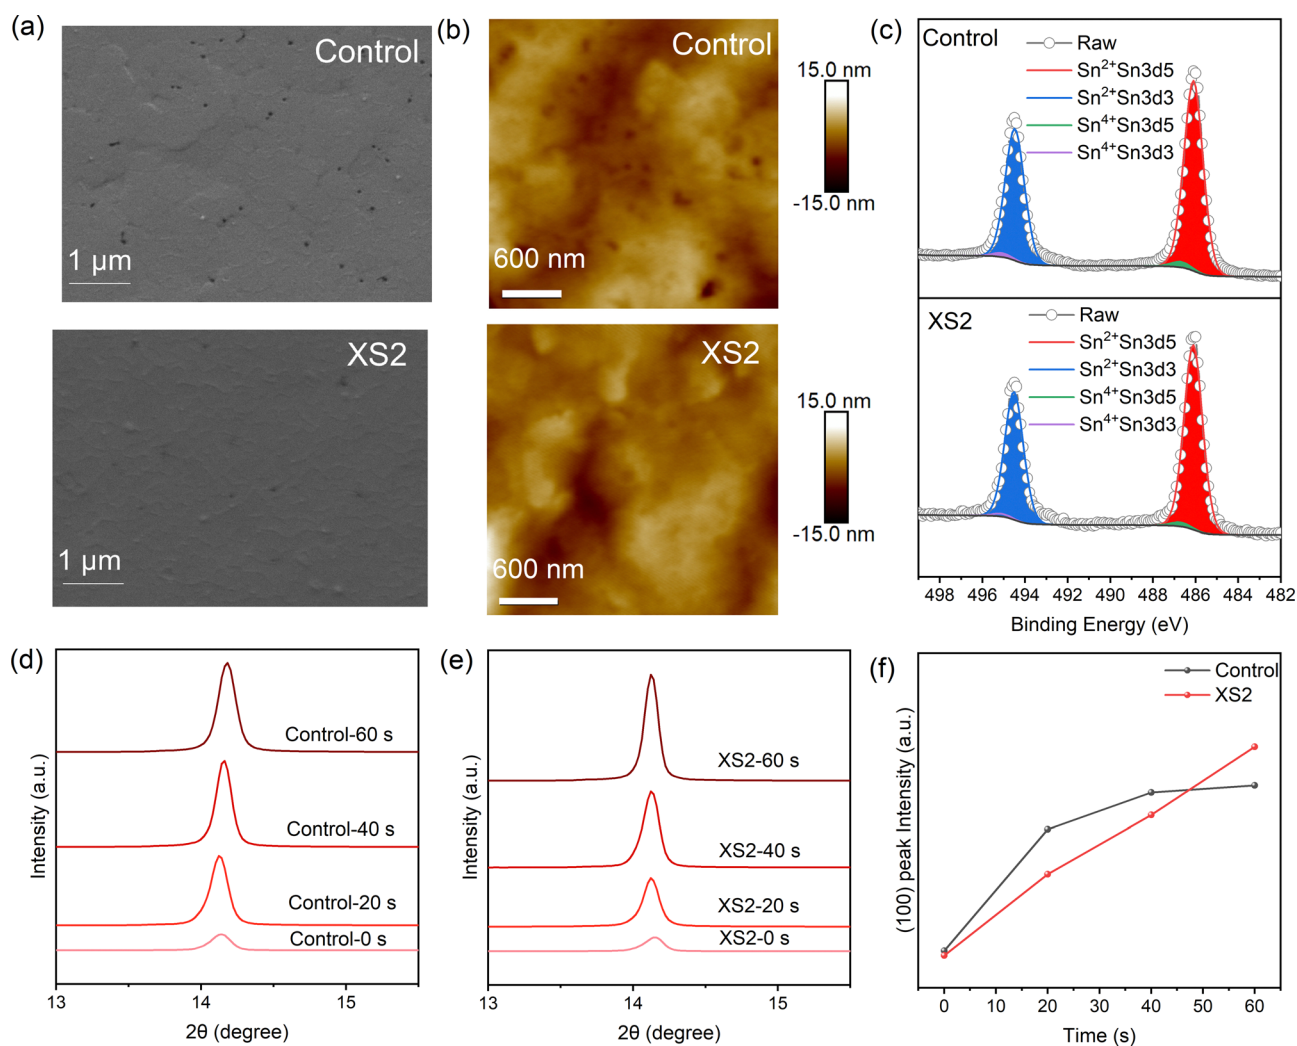 (a)
Control
1 μm
XS2
1 μm
(b)
Control
15.0 nm
-15.0 nm
600 nm
XS2
15.0 nm
-15.0 nm
600 nm
(c)
Control
Raw
Sn²⁺Sn3d5
Sn²⁺Sn3d3
Sn⁴⁺Sn3d5
Sn⁴⁺Sn3d3
XS2
Raw
Sn²⁺Sn3d5
Sn²⁺Sn3d3
Sn⁴⁺Sn3d5
Sn⁴⁺Sn3d3
498 496 494 492 490 488 486 484 482
Binding Energy (eV)
(d)
Control-60 s
Control-40 s
Control-20 s
Control-0 s
Intensity (a.u.)
13 14 15
2θ (degree)
(e)
XS2-60 s
XS2-40 s
XS2-20 s
XS2-0 s
Intensity (a.u.)
13 14 15
2θ (degree)
(f)
Control
XS2
(100) peak Intensity (a.u.)
0 10 20 30 40 50 60
Time (s)